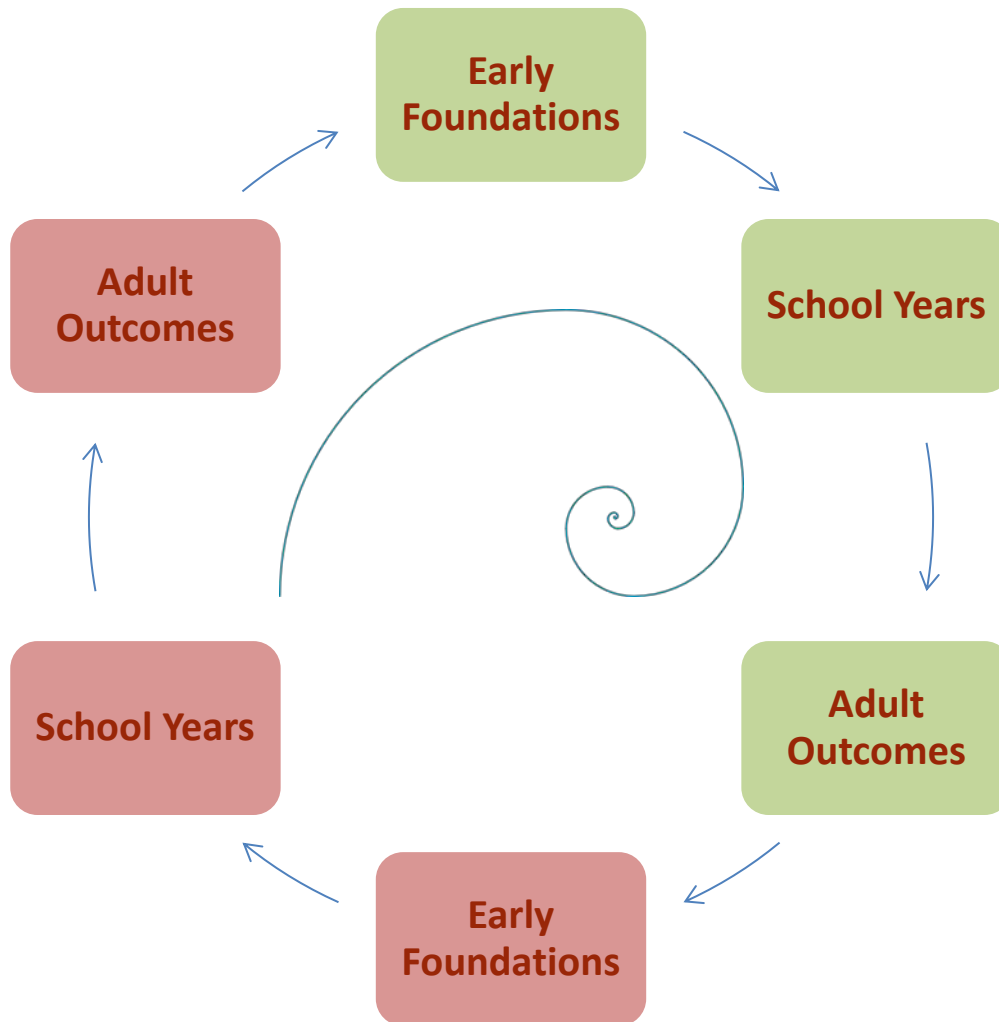 Early
Foundations
School Years
Adult
Outcomes
Early
Foundations
School Years
Adult
Outcomes